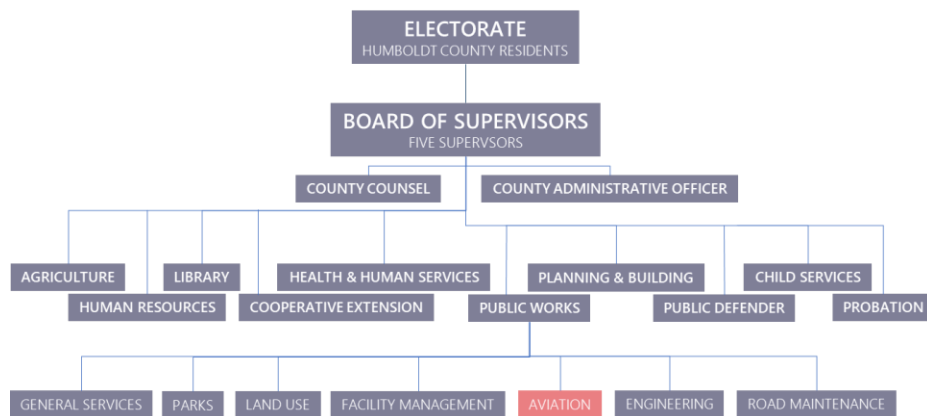 ELECTORATE
HUMBOLDT COUNTY RESIDENTS
BOARD OF SUPERVISORS
FIVE SUPERVSORS
COUNTY COUNSEL
COUNTY ADMINISTRATIVE OFFICER
AGRICULTURE
LIBRARY
HEALTH & HUMAN SERVICES
PLANNING & BUILDING
CHILD SERVICES
HUMAN RESOURCES
COOPERATIVE EXTENSION
PUBLIC WORKS
PUBLIC DEFENDER
PROBATION
GENERAL SERVICES
PARKS
LAND USE
FACILITY MANAGEMENT
AVIATION
ENGINEERING
ROAD MAINTENANCE